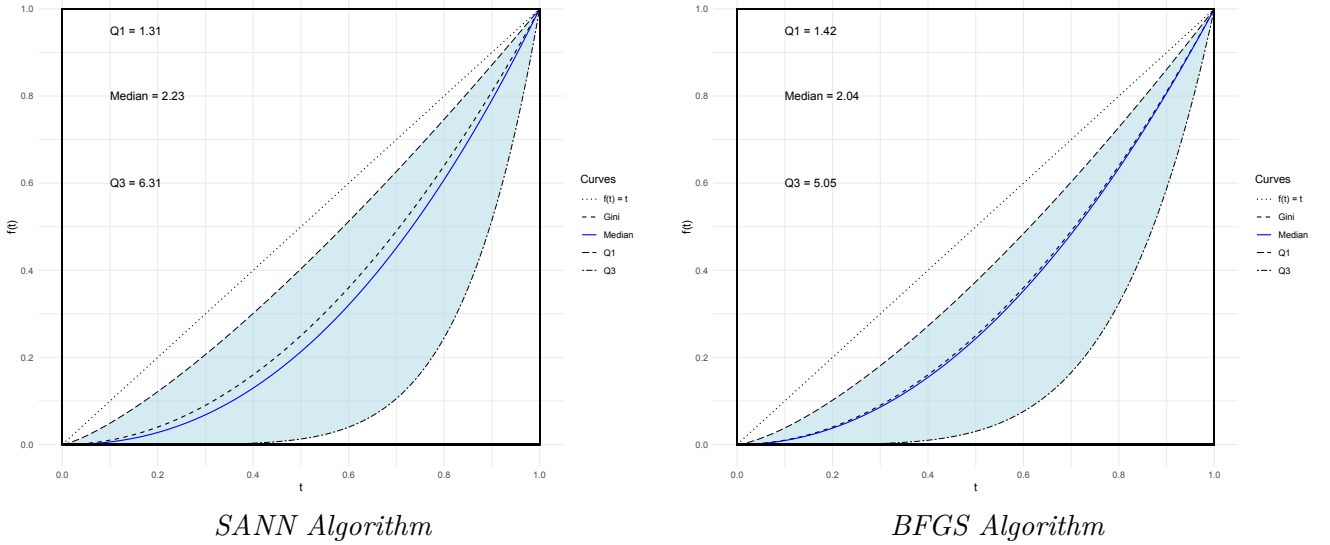 1.0
0.8
0.6
0.4
0.2
0.0
f(t)
Q1 = 1.31
Median = 2.23
Q3 = 6.31
0.0 0.2 0.4 0.6 0.8 1.0
t
Curves
f(t) = t
Gini
Median
Q1
Q3
SANN Algorithm
1.0
0.8
0.6
0.4
0.2
0.0
f(t)
Q1 = 1.42
Median = 2.04
Q3 = 5.05
0.0 0.2 0.4 0.6 0.8 1.0
t
Curves
f(t) = t
Gini
Median
Q1
Q3
BFGS Algorithm